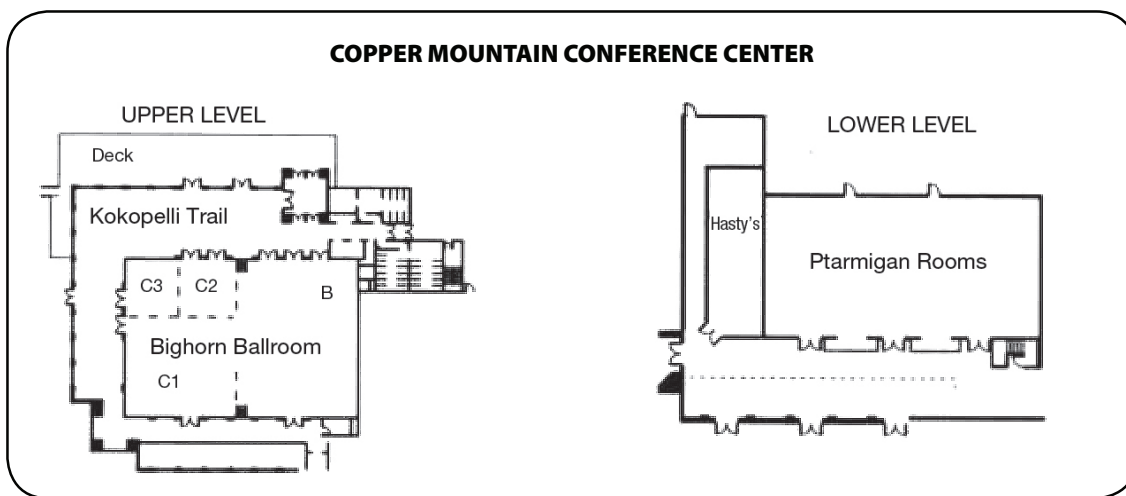 COPPER MOUNTAIN CONFERENCE CENTER
UPPER LEVEL
Deck
Kokopelli Trail
C3
C2
B
Bighorn Ballroom
C1
LOWER LEVEL
Hasty's
Ptarmigan Rooms